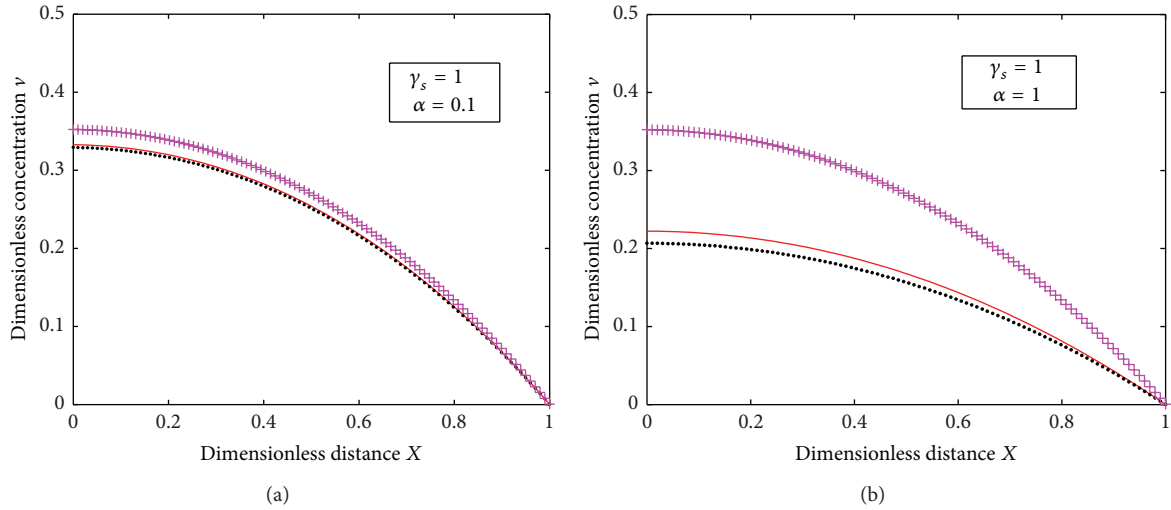 0.5
0.4
0.3
0.2
0.1
0
Dimensionless concentration v
γs = 1
α = 0.1
0 0.2 0.4 0.6 0.8 1
Dimensionless distance X
(a)
0.5
0.4
0.3
0.2
0.1
0
Dimensionless concentration v
γs = 1
α = 1
0 0.2 0.4 0.6 0.8 1
Dimensionless distance X
(b)